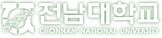 전남대학교
CHONNAM NATIONAL UNIVERSITY